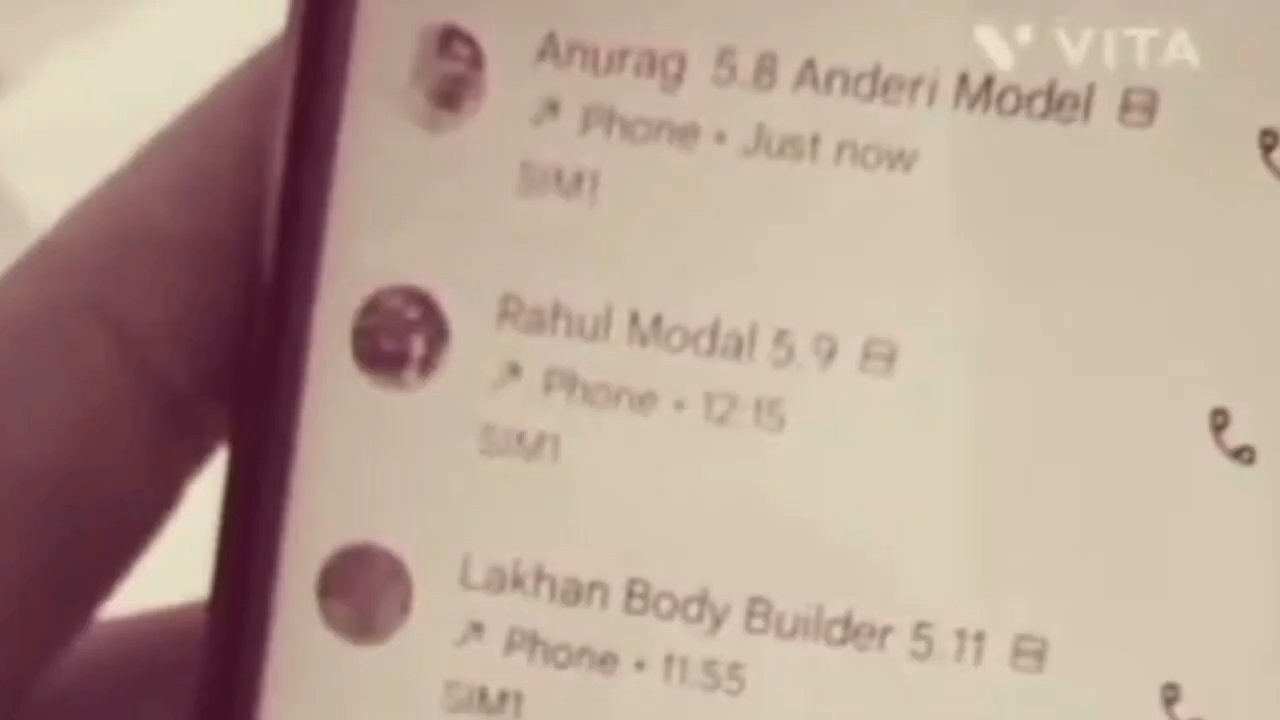 VITA
Anurag 5.8 Anderi Model
Phone • Just now
SIM1
Rahul Modal 5.9
Phone • 12:15
SIM1
Lakhan Body Builder 5.11
Phone • 11:55
SIM1